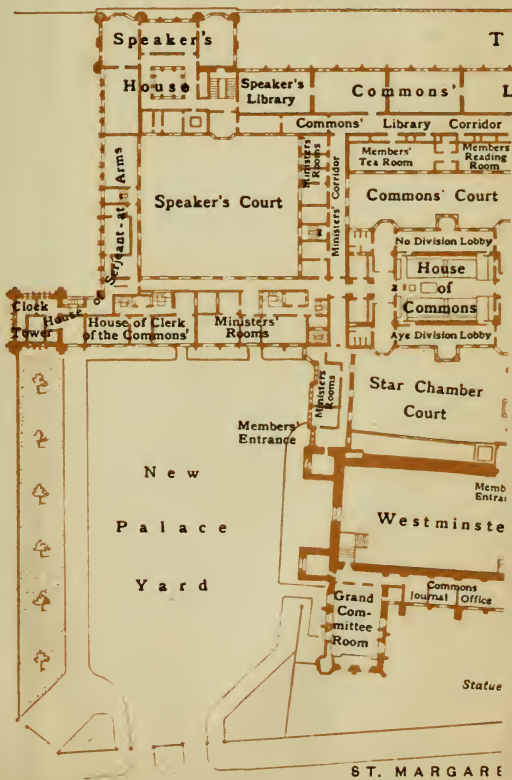 Speaker's
House
T
Speaker's
Library
Commons'
L
Commons' Library Corridor
Members'
Tea Room
Members
Reading
Room
Ministers
Rooms
Ministers' Corridor
House of Serjeant-at Arms
Speaker's Court
Commons' Court
No Division Lobby
House
of
Commons
Aye Division Lobby
Clock
Tower
House of Clerk
of the Commons'
Ministers'
Rooms
Ministers
Rooms
Star Chamber
Court
Members'
Entrance
New
Palace
Yard
Memb
Entrar
Westminste
Grand
Com-
mittee
Room
Commons
Journal Office
Statue
ST. MARGARE